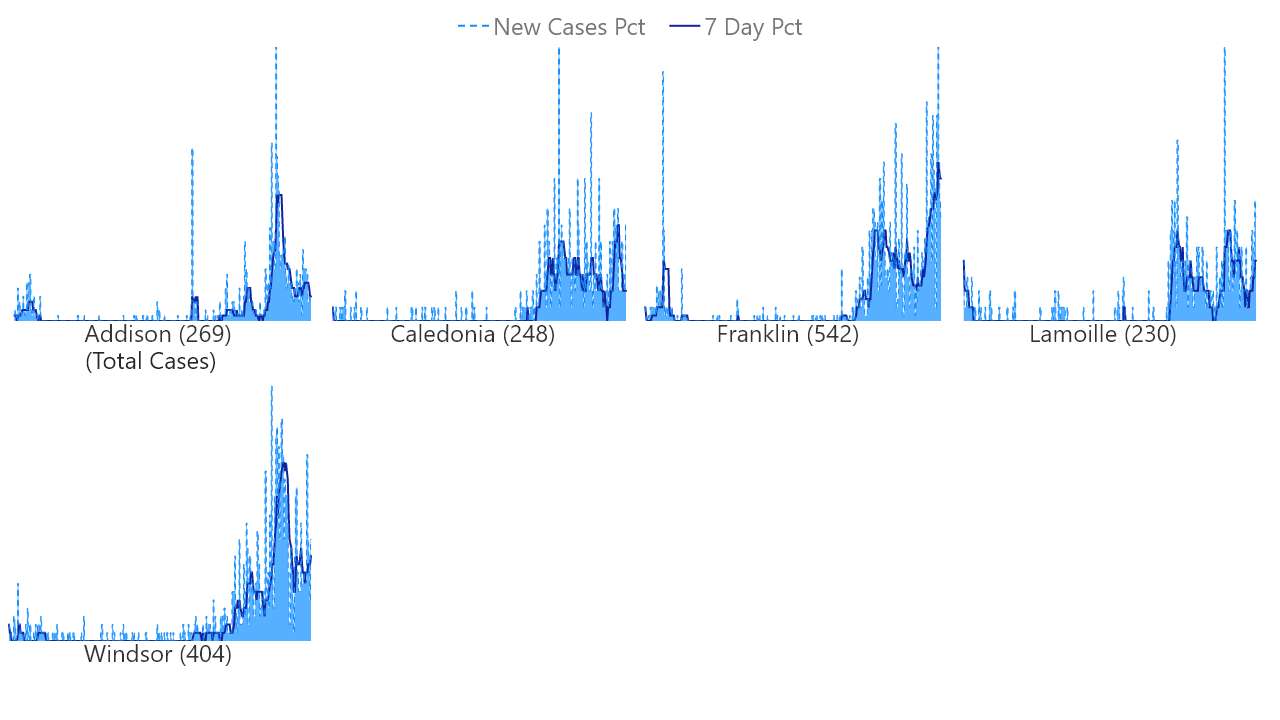 New Cases Pct 7 Day Pct
Addison (269)
(Total Cases)
Caledonia (248)
Franklin (542)
Lamoille (230)
Windsor (404)